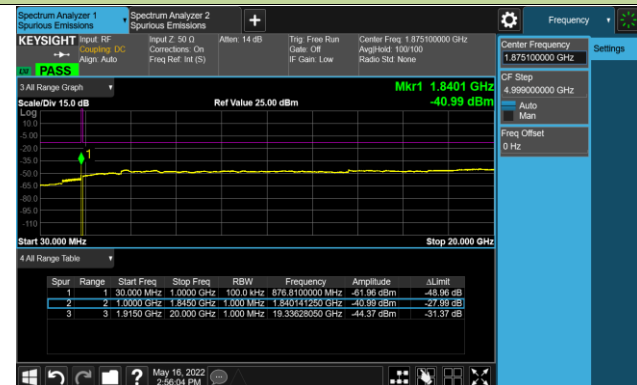 Spectrum Analyzer 1
Spurious Emissions
Spectrum Analyzer 2
Spurious Emissions
+
Frequency
KEYSIGHT
Input: RF
Coupling: DC
Align: Auto
Input Z: 50 Ω
Corrections: On
Freq Ref: Int (S)
Atten: 14 dB
Trig: Free Run
Gate: Off
IF Gain: Low
Center Freq: 1.875100000 GHz
Avg|Hold: 100/100
Radio Std: None
PASS
Center Frequency
1.875100000 GHz
Settings
CF Step
4.999000000 GHz
Auto
Man
Freq Offset
0 Hz
3 All Range Graph
Mkr1 1.8401 GHz
-40.99 dBm
Scale/Div 15.0 dB
Ref Value 25.00 dBm
Log
10.0
-5.00
-20.0
-35.0
-50.0
-65.0
-80.0
-95.0
-110
1
Start 30.000 MHz
Stop 20.000 GHz
4 All Range Table
Spur Range Start Freq Stop Freq RBW Frequency Amplitude ΔLimit
1 1 30.000 MHz 1.0000 GHz 100.0 kHz 876.8100000 MHz -61.96 dBm -48.96 dB
2 2 1.0000 GHz 1.8450 GHz 1.000 MHz 1.840141250 GHz -40.99 dBm -27.99 dB
3 3 1.9150 GHz 20.000 GHz 1.000 MHz 19.33628050 GHz -44.37 dBm -31.37 dB
?
May 16, 2022
2:56:04 PM